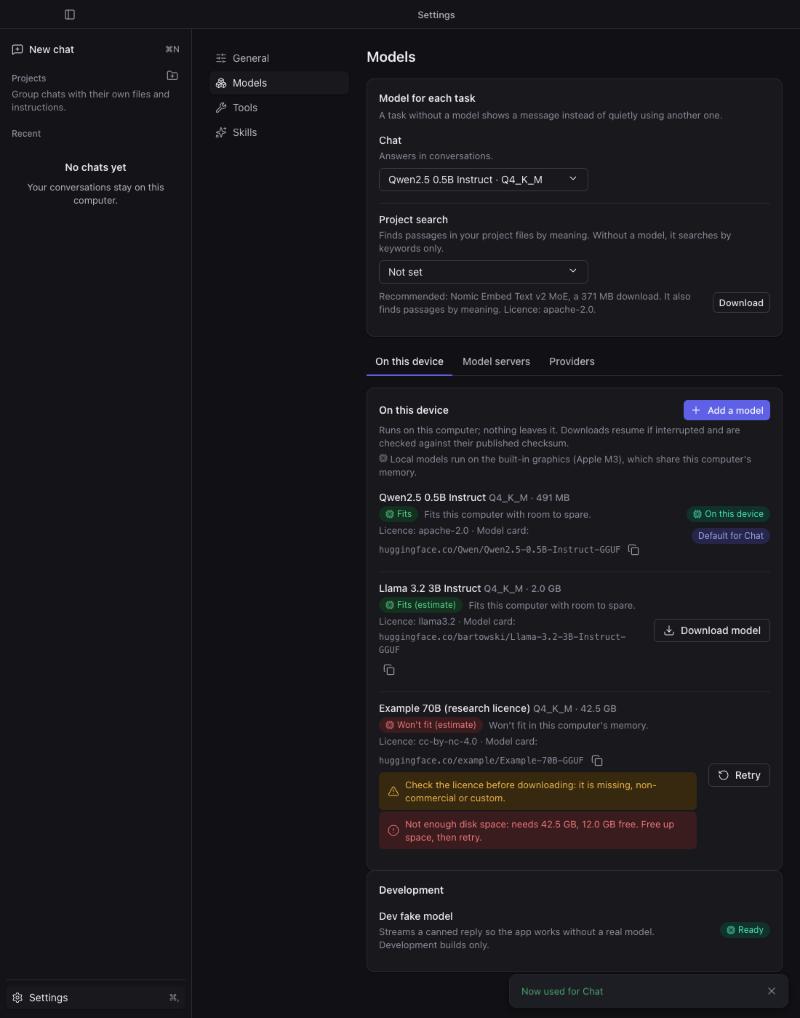 Settings
New chat
⌘N
Projects
Group chats with their own files and
instructions.
Recent
No chats yet
Your conversations stay on this
computer.
Settings
⌘,
General
Models
Tools
Skills
Models
Model for each task
A task without a model shows a message instead of quietly using another one.
Chat
Answers in conversations.
Qwen2.5 0.5B Instruct · Q4_K_M
Project search
Finds passages in your project files by meaning. Without a model, it searches by
keywords only.
Not set
Recommended: Nomic Embed Text v2 MoE, a 371 MB download. It also
finds passages by meaning. Licence: apache-2.0.
Download
On this device
Model servers
Providers
On this device
Add a model
Runs on this computer; nothing leaves it. Downloads resume if interrupted and are
checked against their published checksum.
Local models run on the built-in graphics (Apple M3), which share this computer's
memory.
Qwen2.5 0.5B Instruct Q4_K_M · 491 MB
Fits Fits this computer with room to spare.
Licence: apache-2.0 · Model card:
huggingface.co/Qwen/Qwen2.5-0.5B-Instruct-GGUF
On this device
Default for Chat
Llama 3.2 3B Instruct Q4_K_M · 2.0 GB
Fits (estimate) Fits this computer with room to spare.
Licence: llama3.2 · Model card:
huggingface.co/bartowski/Llama-3.2-3B-Instruct-
GGUF
Download model
Example 70B (research licence) Q4_K_M · 42.5 GB
Won't fit (estimate) Won't fit in this computer's memory.
Licence: cc-by-nc-4.0 · Model card:
huggingface.co/example/Example-70B-GGUF
Check the licence before downloading: it is missing, non-
commercial or custom.
Not enough disk space: needs 42.5 GB, 12.0 GB free. Free up
space, then retry.
Retry
Development
Dev fake model
Streams a canned reply so the app works without a real model.
Development builds only.
Ready
Now used for Chat